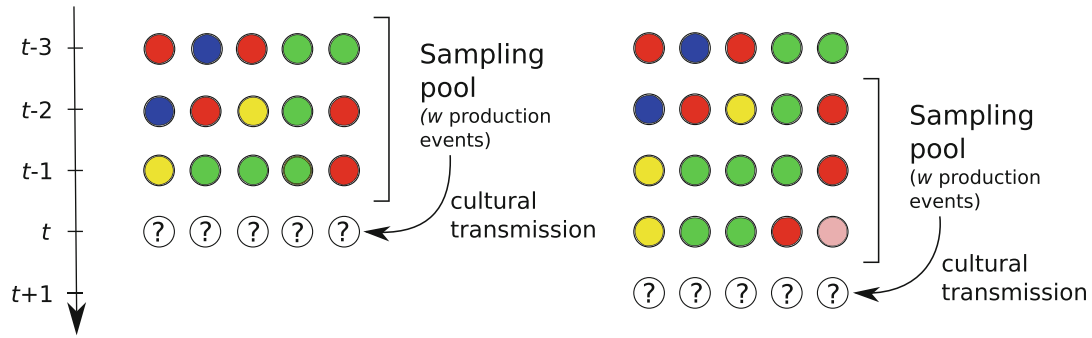 t-3
t-2
t-1
t
t+1
Sampling
pool
(w production
events)
cultural
transmission
? ? ? ? ?
Sampling
pool
(w production
events)
cultural
transmission
? ? ? ? ?